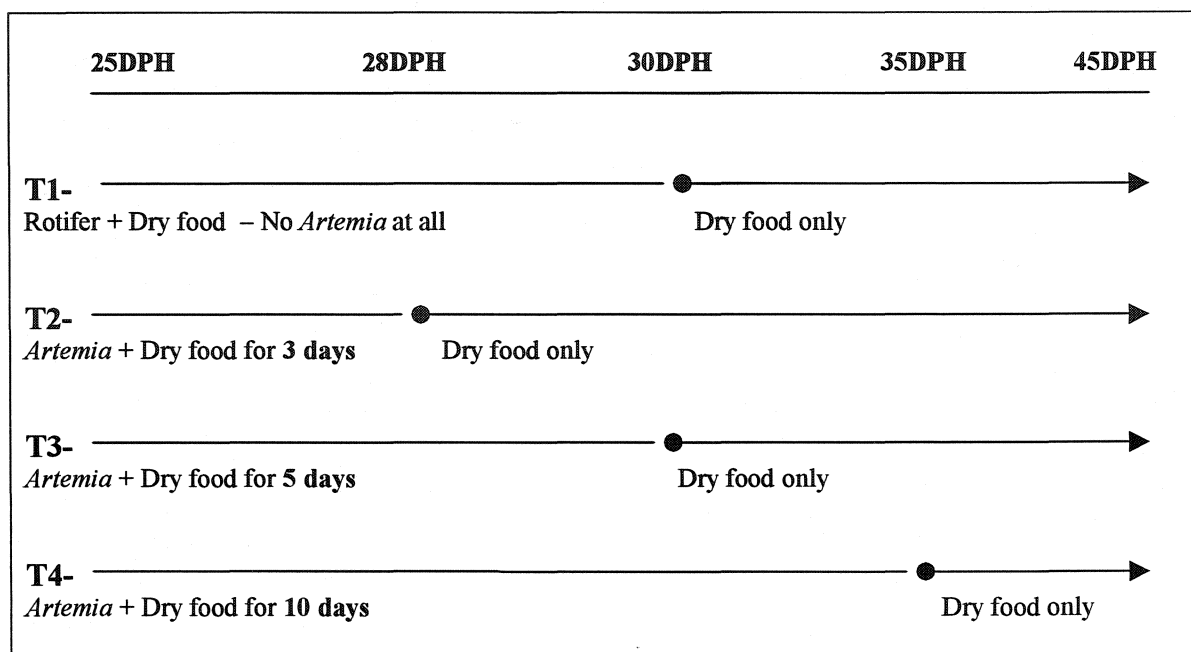 25DPH 28DPH 30DPH 35DPH 45DPH
T1-
Rotifer + Dry food – No Artemia at all Dry food only
T2-
Artemia + Dry food for 3 days Dry food only
T3-
Artemia + Dry food for 5 days Dry food only
T4-
Artemia + Dry food for 10 days Dry food only